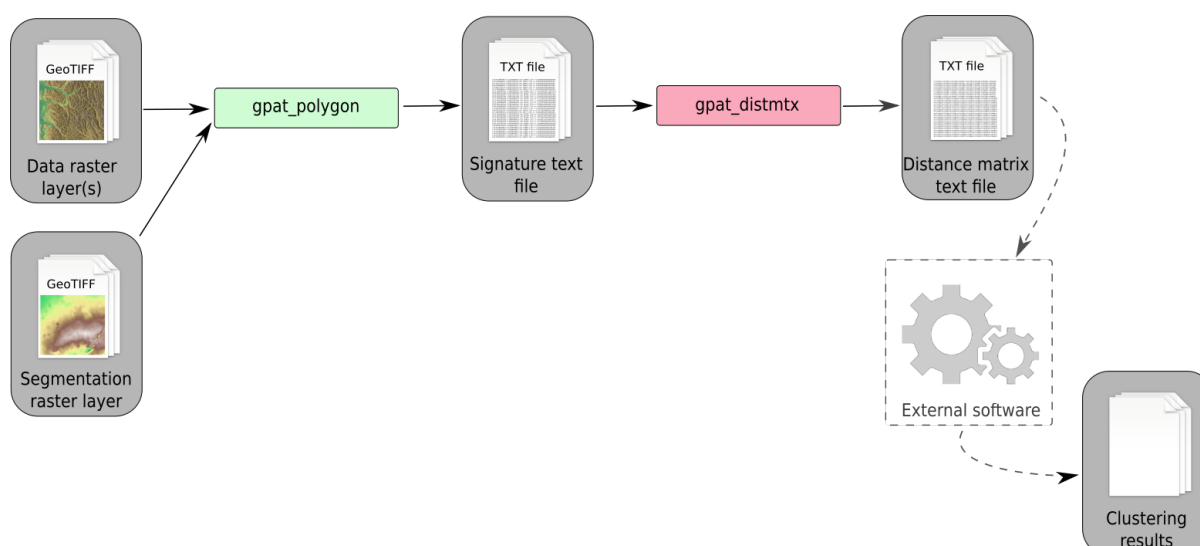 GeoTIFF
Data raster
layer(s)
gpat_polygon
TXT file
Signature text
file
gpat_distmtx
TXT file
Distance matrix
text file
GeoTIFF
Segmentation
raster layer
External software
Clustering
results